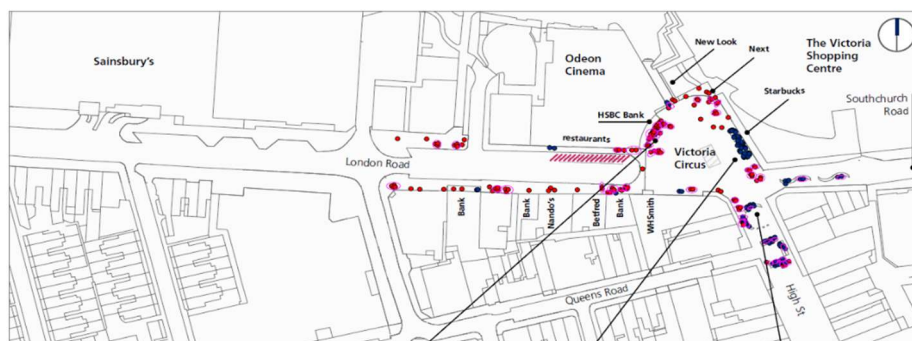 Sainsbury's
Odeon
Cinema
New Look
Next
The Victoria
Shopping
Centre
Starbucks
Southchurch
Road
HSBC Bank
restaurants
London Road
Victoria
Circus
Bank
Bank
Nando's
Betfred
Bank
WHSmith
Queens Road
High St